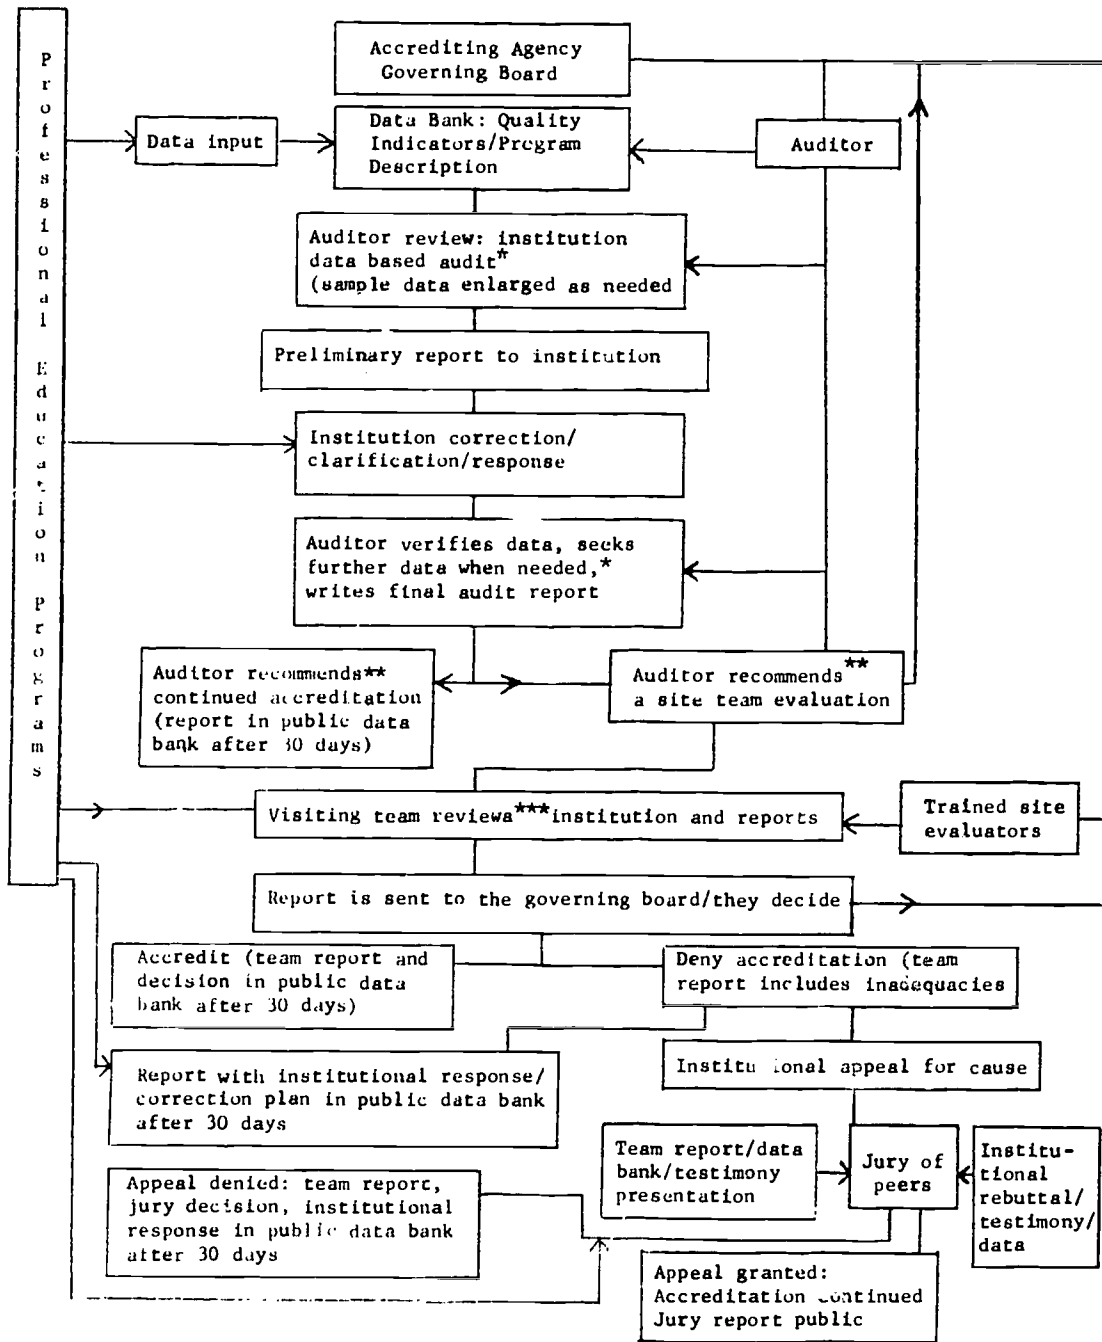 Professional Education Programs
Accrediting Agency
Governing Board
Data input
Data Bank: Quality
Indicators/Program
Description
Auditor
Auditor review: institution
data based audit*
(sample data enlarged as needed
Preliminary report to institution
Institution correction/
clarification/response
Auditor verifies data, seeks
further data when needed,*
writes final audit report
Auditor recommends**
continued accreditation
(report in public data
bank after 30 days)
Auditor recommends**
a site team evaluation
Visiting team reviewa***institution and reports
Trained site
evaluators
Report is sent to the governing board/they decide
Accredit (team report and
decision in public data
bank after 30 days)
Deny accreditation (team
report includes inadequacies
Report with institutional response/
correction plan in public data bank
after 30 days
Institu ional appeal for cause
Team report/data
bank/testimony
presentation
Jury of
peers
Institu-
tional
rebuttal/
testimony/
data
Appeal denied: team report,
jury decision, institutional
response in public data bank
after 30 days
Appeal granted:
Accreditation continued
Jury report public